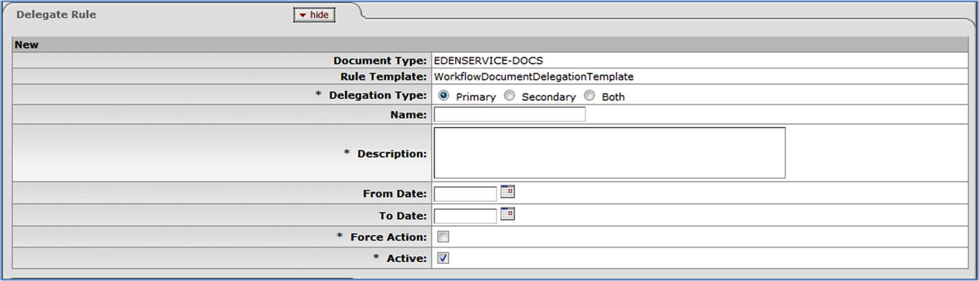 Delegate Rule hide
New
Document Type: EDENSERVICE-DOCS
Rule Template: WorkflowDocumentDelegationTemplate
* Delegation Type: Primary Secondary Both
Name:
* Description:
From Date:
To Date:
* Force Action:
* Active: